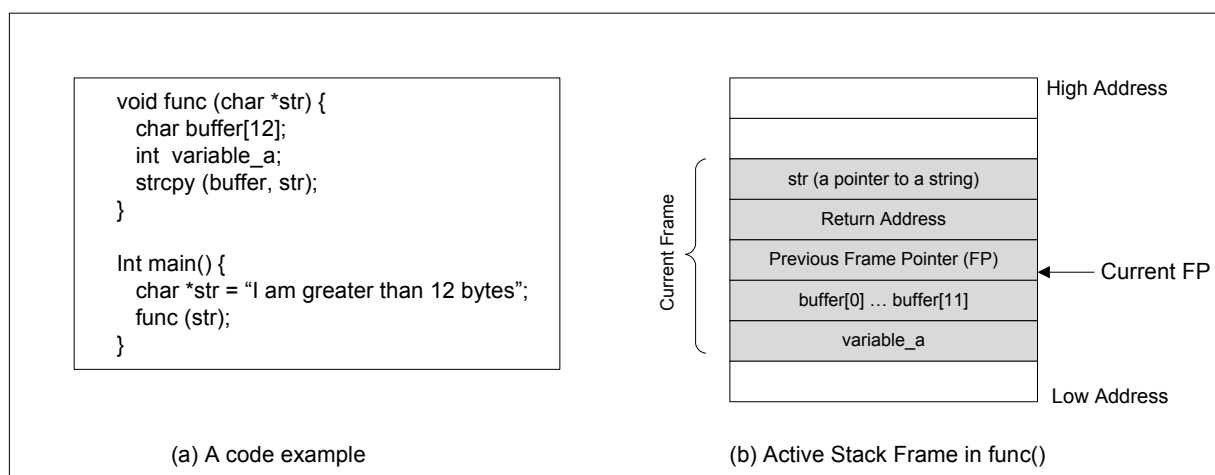 void func (char *str) {
char buffer[12];
int variable_a;
strcpy (buffer, str);
}
Int main() {
char *str = “I am greater than 12 bytes”;
func (str);
}
(a) A code example
High Address
Current Frame
str (a pointer to a string)
Return Address
Previous Frame Pointer (FP)
Current FP
buffer[0] … buffer[11]
variable_a
Low Address
(b) Active Stack Frame in func()